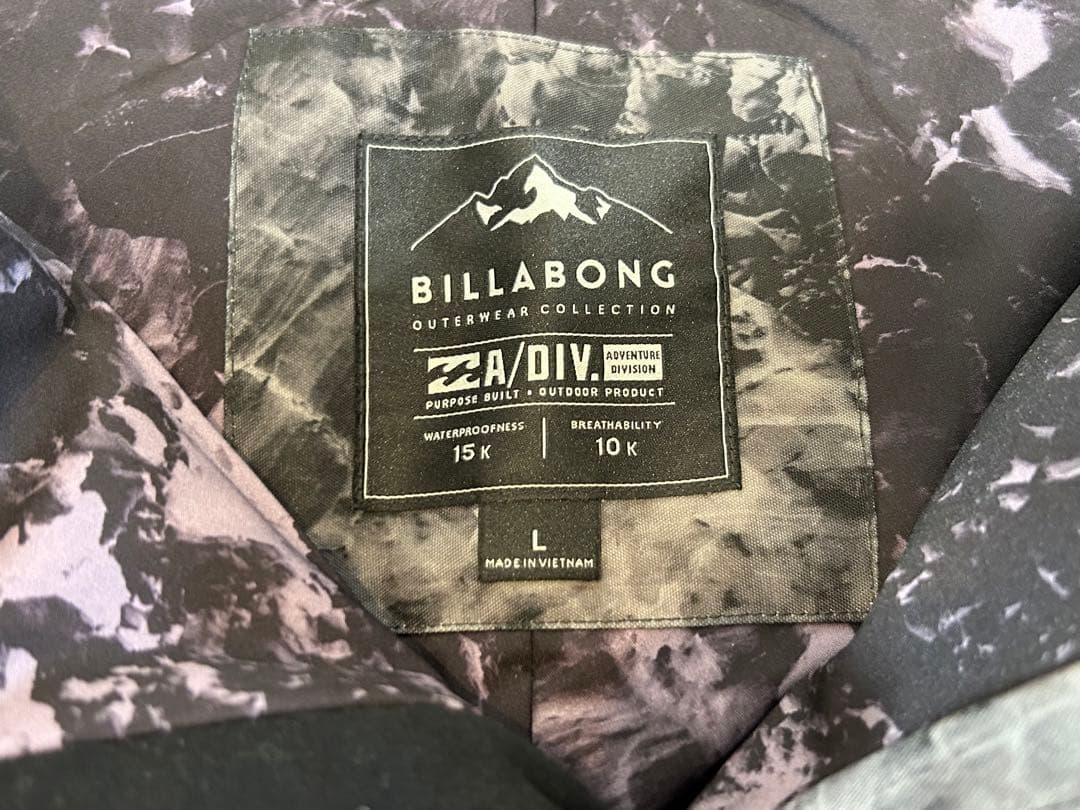 BILLABONG
OUTERWEAR COLLECTION
A/DIV. ADVENTURE DIVISION
PURPOSE BUILT • OUTDOOR PRODUCT
WATERPROOFNESS BREATHABILITY
15 K 10 K
L
MADE IN VIETNAM